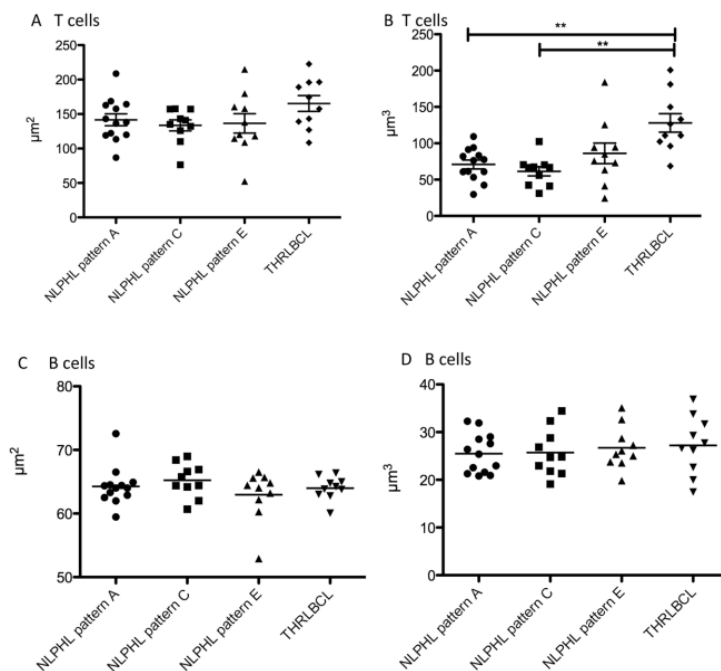 A T cells
250
200
150
100
50
0
µm²
NLPHL pattern A
NLPHL pattern C
NLPHL pattern E
THRLBCL
B T cells
**
**
250
200
150
100
50
0
µm³
NLPHL pattern A
NLPHL pattern C
NLPHL pattern E
THRLBCL
C B cells
80
70
60
50
µm²
NLPHL pattern A
NLPHL pattern C
NLPHL pattern E
THRLBCL
D B cells
40
30
20
10
0
µm³
NLPHL pattern A
NLPHL pattern C
NLPHL pattern E
THRLBCL